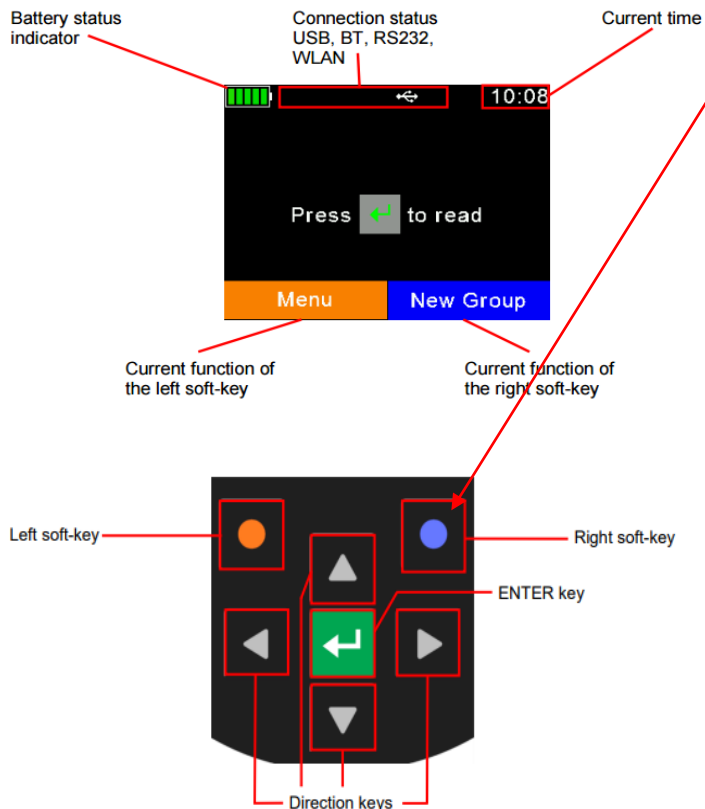 Battery status
indicator
Connection status
USB, BT, RS232,
WLAN
Current time
10:08
Press to read
Menu
New Group
Current function of
the left soft-key
Current function of
the right soft-key
Left soft-key
Right soft-key
ENTER key
Direction keys